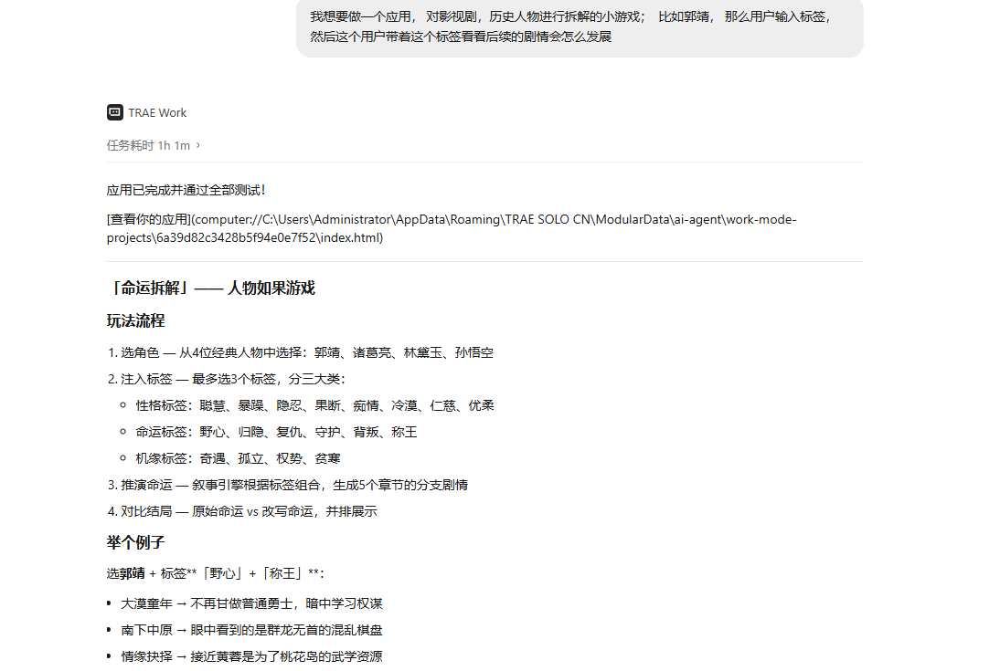 我想要做一个应用， 对影视剧，历史人物进行拆解的小游戏； 比如郭靖， 那么用户输入标签，
然后这个用户带着这个标签看看后续的剧情会怎么发展
TRAE Work
任务耗时 1h 1m ›
应用已完成并通过全部测试！
[查看你的应用](computer://C:\Users\Administrator\AppData\Roaming\TRAE SOLO CN\ModularData\ai-agent\work-mode-
projects\6a39d82c3428b5f94e0e7f52\index.html)
「命运拆解」—— 人物如果游戏
玩法流程
1. 选角色 — 从4位经典人物中选择：郭靖、诸葛亮、林黛玉、孙悟空
2. 注入标签 — 最多选3个标签，分三大类：
○ 性格标签：聪慧、暴躁、隐忍、果断、痴情、冷漠、仁慈、优柔
○ 命运标签：野心、归隐、复仇、守护、背叛、称王
○ 机缘标签：奇遇、孤立、权势、贫寒
3. 推演命运 — 叙事引擎根据标签组合，生成5个章节的分支剧情
4. 对比结局 — 原始命运 vs 改写命运，并排展示
举个例子
选郭靖 + 标签**「野心」+「称王」**：
• 大漠童年 → 不再甘做普通勇士，暗中学习权谋
• 南下中原 → 眼中看到的是群龙无首的混乱棋盘
• 情缘抉择 → 接近黄蓉是为了桃花岛的武学资源